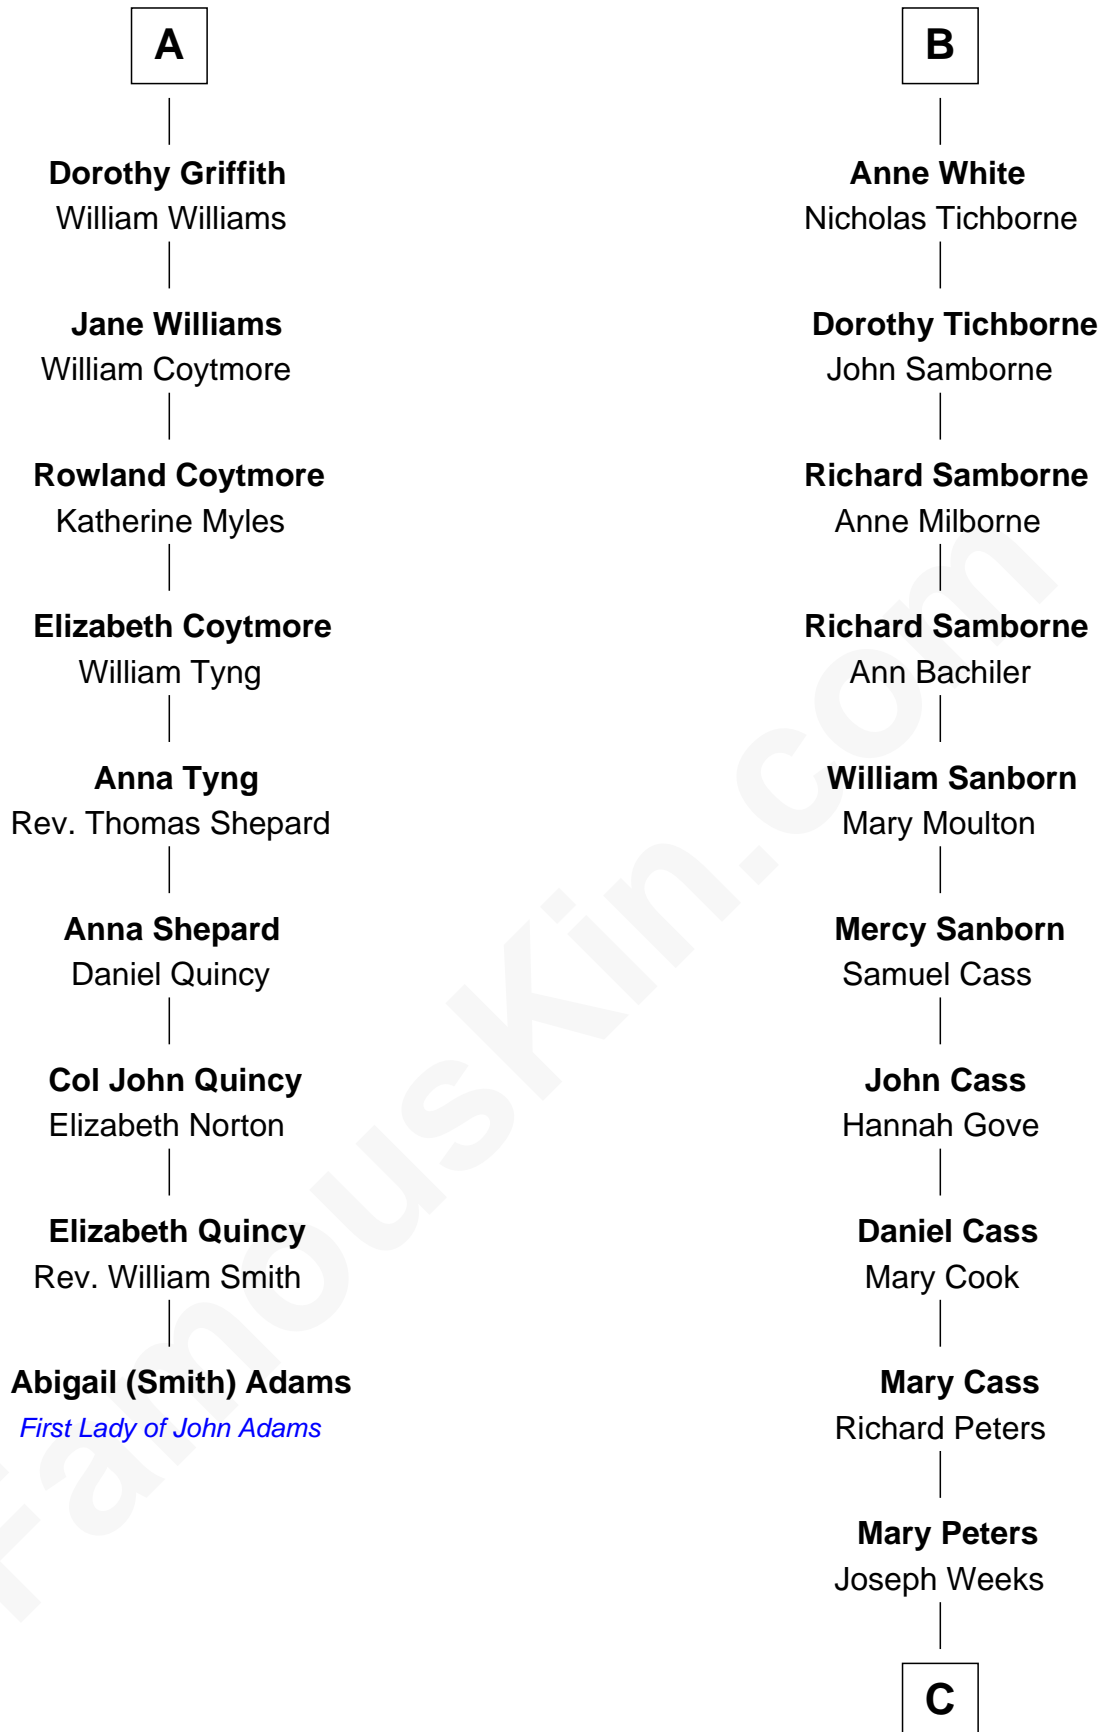 A
Dorothy Griffith
William Williams
Jane Williams
William Coytmore
Rowland Coytmore
Katherine Myles
Elizabeth Coytmore
William Tyng
Anna Tyng
Rev. Thomas Shepard
Anna Shepard
Daniel Quincy
Col John Quincy
Elizabeth Norton
Elizabeth Quincy
Rev. William Smith
Abigail (Smith) Adams
First Lady of John Adams
B
Anne White
Nicholas Tichborne
Dorothy Tichborne
John Samborne
Richard Samborne
Anne Milborne
Richard Samborne
Ann Bachiler
William Sanborn
Mary Moulton
Mercy Sanborn
Samuel Cass
John Cass
Hannah Gove
Daniel Cass
Mary Cook
Mary Cass
Richard Peters
Mary Peters
Joseph Weeks
C
FamousKin.com